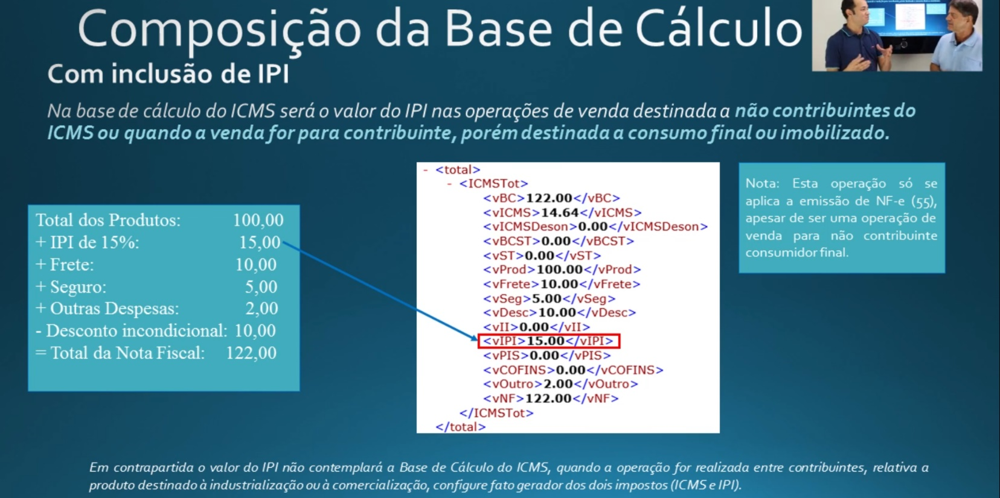 Composição da Base de Cálculo
Com inclusão de IPI
Na base de cálculo do ICMS será o valor do IPI nas operações de venda destinada a não contribuintes do
ICMS ou quando a venda for para contribuinte, porém destinada a consumo final ou imobilizado.
Total dos Produtos: 100,00
+ IPI de 15%: 15,00
+ Frete: 10,00
+ Seguro: 5,00
+ Outras Despesas: 2,00
- Desconto incondicional: 10,00
= Total da Nota Fiscal: 122,00
- <total>
- <ICMSTot>
<vBC>122.00</vBC>
<vICMS>14.64</vICMS>
<vICMSDeson>0.00</vICMSDeson>
<vBCST>0.00</vBCST>
<vST>0.00</vST>
<vProd>100.00</vProd>
<vFrete>10.00</vFrete>
<vSeg>5.00</vSeg>
<vDesc>10.00</vDesc>
<vII>0.00</vII>
<vIPI>15.00</vIPI>
<vPIS>0.00</vPIS>
<vCOFINS>0.00</vCOFINS>
<vOutro>2.00</vOutro>
<vNF>122.00</vNF>
</ICMSTot>
</total>
Nota: Esta operação só se
aplica a emissão de NF-e (55),
apesar de ser uma operação de
venda para não contribuinte
consumidor final.
Em contrapartida o valor do IPI não contemplará a Base de Cálculo do ICMS, quando a operação for realizada entre contribuintes, relativa a
produto destinado à industrialização ou à comercialização, configure fato gerador dos dois impostos (ICMS e IPI).